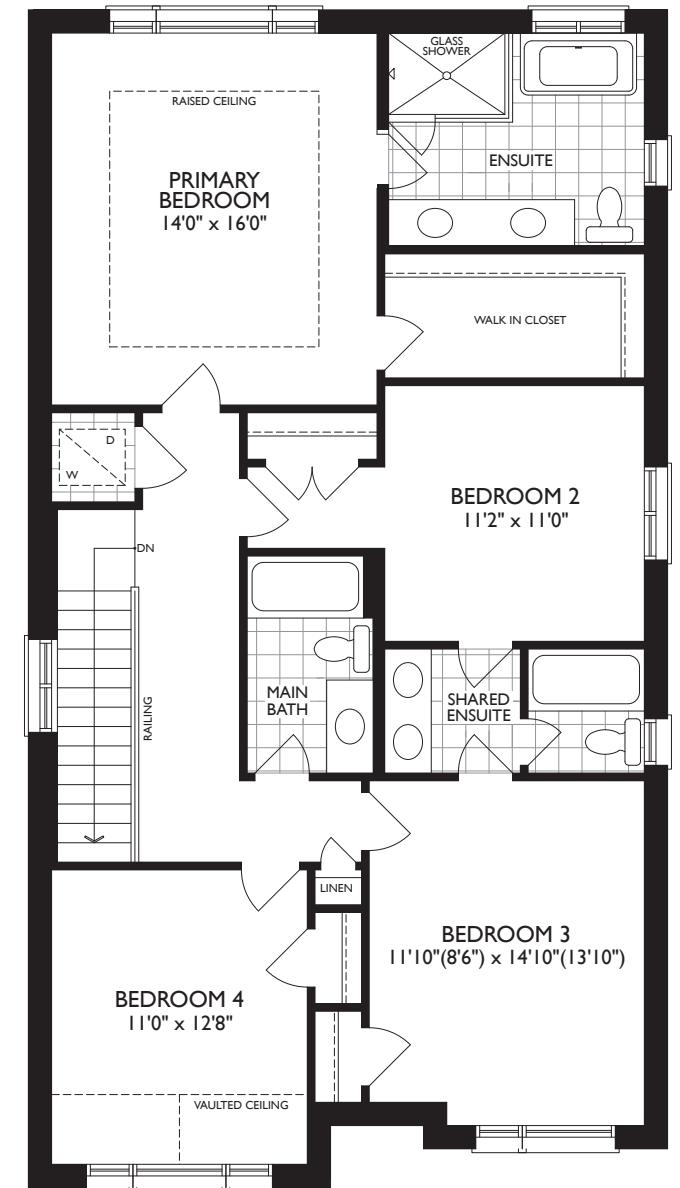 GLASS
SHOWER
RAISED CEILING
ENSUITE
PRIMARY
BEDROOM
14'0" x 16'0"
WALK IN CLOSET
D
W
BEDROOM 2
11'2" x 11'0"
DN
RAILING
MAIN
BATH
SHARED
ENSUITE
LINEN
BEDROOM 3
11'10"(8'6") x 14'10"(13'10")
BEDROOM 4
11'0" x 12'8"
VAULTED CEILING